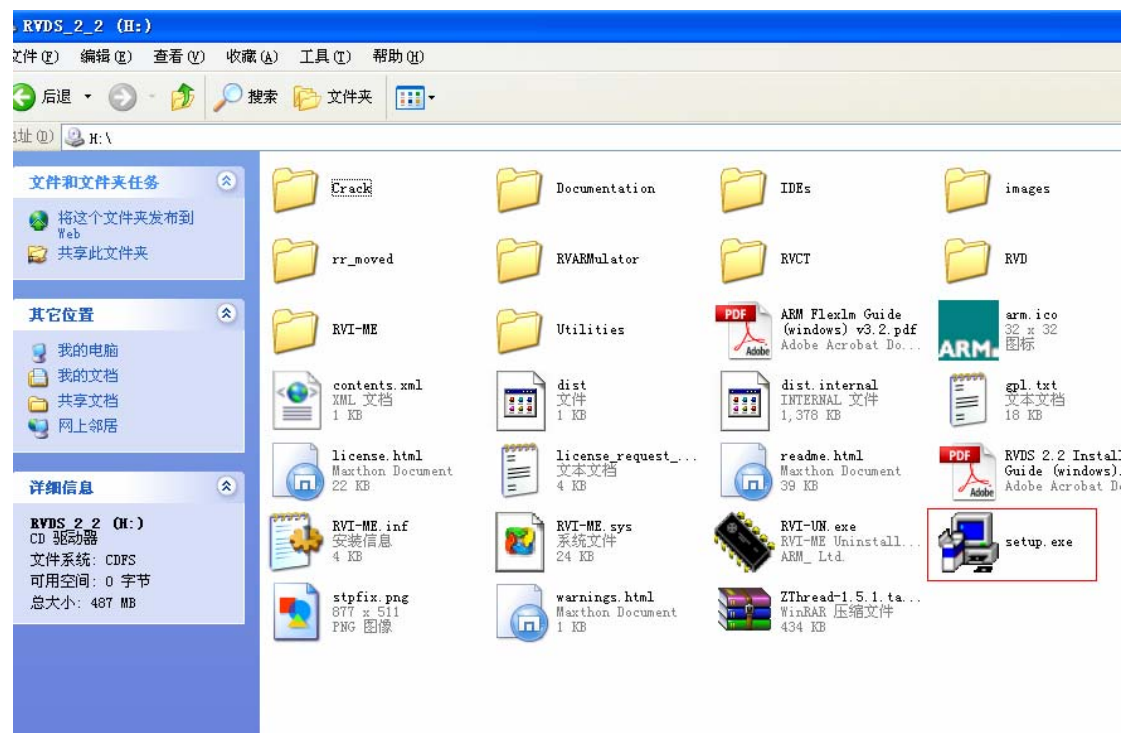 RVDS_2_2 (H:)
文件(F) 编辑(E) 查看(V) 收藏(A) 工具(T) 帮助(H)
后退 搜索 文件夹
地址(D) H:\
文件和文件夹任务
将这个文件夹发布到
Web
共享此文件夹
其它位置
我的电脑
我的文档
共享文档
网上邻居
详细信息
RVDS_2_2 (H:)
CD 驱动器
文件系统: CDFS
可用空间: 0 字节
总大小: 487 MB
Crack
Documentation
IDEs
images
rr_moved
RVARMulator
RVCT
RVD
RVI-ME
Utilities
PDF
Adobe
ARM Flexlm Guide
(windows) v3.2.pdf
Adobe Acrobat Do...
ARM
arm.ico
32 x 32
图标
contents.xml
XML 文档
1 KB
dist
文件
1 KB
dist.internal
INTERNAL 文件
1,378 KB
gpl.txt
文本文档
18 KB
license.html
Maxthon Document
22 KB
license_request_...
文本文档
4 KB
readme.html
Maxthon Document
39 KB
PDF
Adobe
RVDS 2.2 Install
Guide (windows).
Adobe Acrobat D
RVI-ME.inf
安装信息
4 KB
RVI-ME.sys
系统文件
24 KB
RVI-UN.exe
RVI-ME Uninstall...
ARM_ Ltd.
setup.exe
stpfix.png
877 x 511
PNG 图像
warnings.html
Maxthon Document
1 KB
ZThread-1.5.1.ta...
WinRAR 压缩文件
434 KB